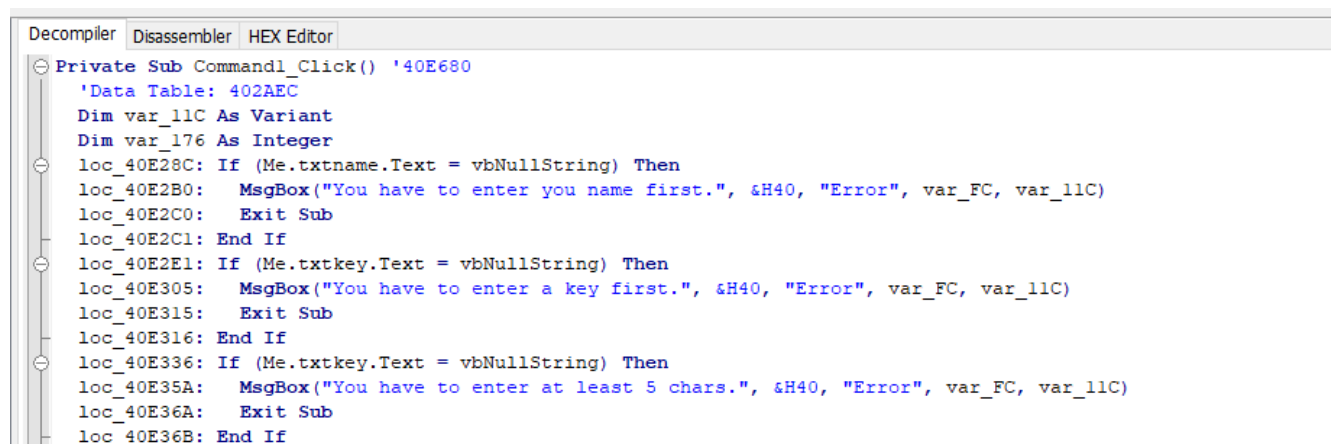 Decompiler Disassembler HEX Editor
Private Sub Command1_Click() '40E680
'Data Table: 402AEC
Dim var_11C As Variant
Dim var_176 As Integer
loc_40E28C: If (Me.txtname.Text = vbNullString) Then
loc_40E2B0: MsgBox("You have to enter you name first.", &H40, "Error", var_FC, var_11C)
loc_40E2C0: Exit Sub
loc_40E2C1: End If
loc_40E2E1: If (Me.txtkey.Text = vbNullString) Then
loc_40E305: MsgBox("You have to enter a key first.", &H40, "Error", var_FC, var_11C)
loc_40E315: Exit Sub
loc_40E316: End If
loc_40E336: If (Me.txtkey.Text = vbNullString) Then
loc_40E35A: MsgBox("You have to enter at least 5 chars.", &H40, "Error", var_FC, var_11C)
loc_40E36A: Exit Sub
loc_40E36B: End If